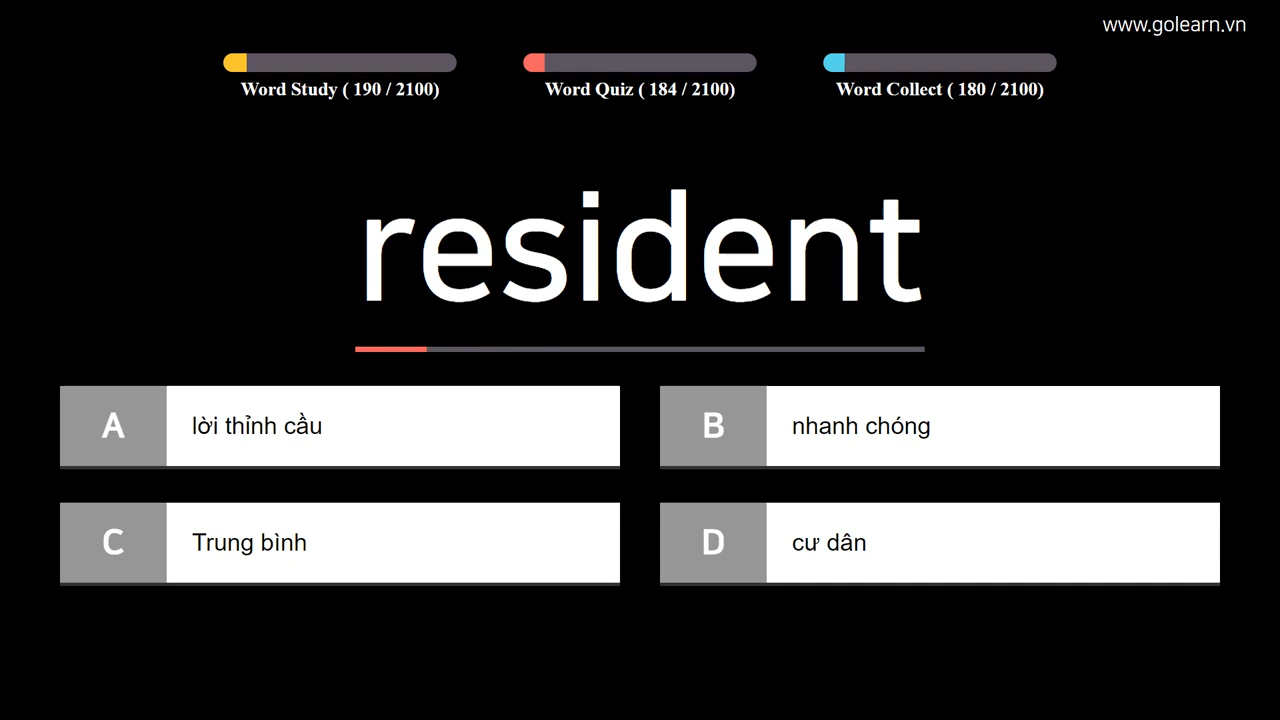 www.golearn.vn
Word Study ( 190 / 2100)
Word Quiz ( 184 / 2100)
Word Collect ( 180 / 2100)
resident
A lời thỉnh cầu
B nhanh chóng
C Trung bình
D cư dân